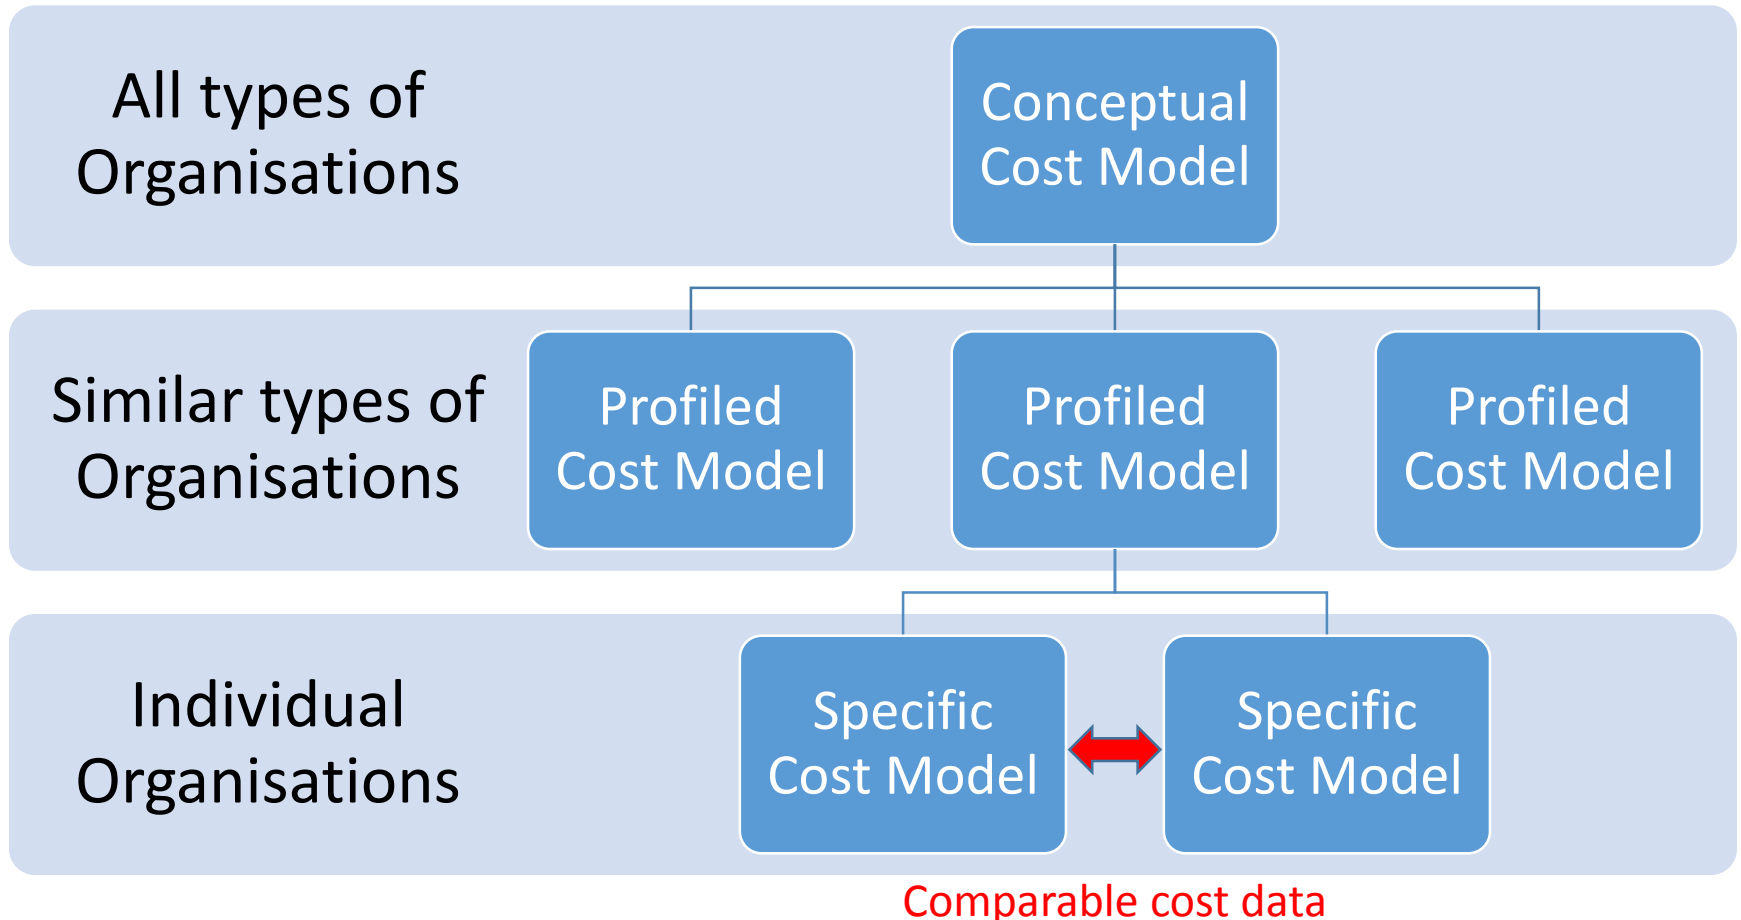 All types of
Organisations
Conceptual
Cost Model
Similar types of
Organisations
Profiled
Cost Model
Profiled
Cost Model
Profiled
Cost Model
Individual
Organisations
Specific
Cost Model
Specific
Cost Model
Comparable cost data